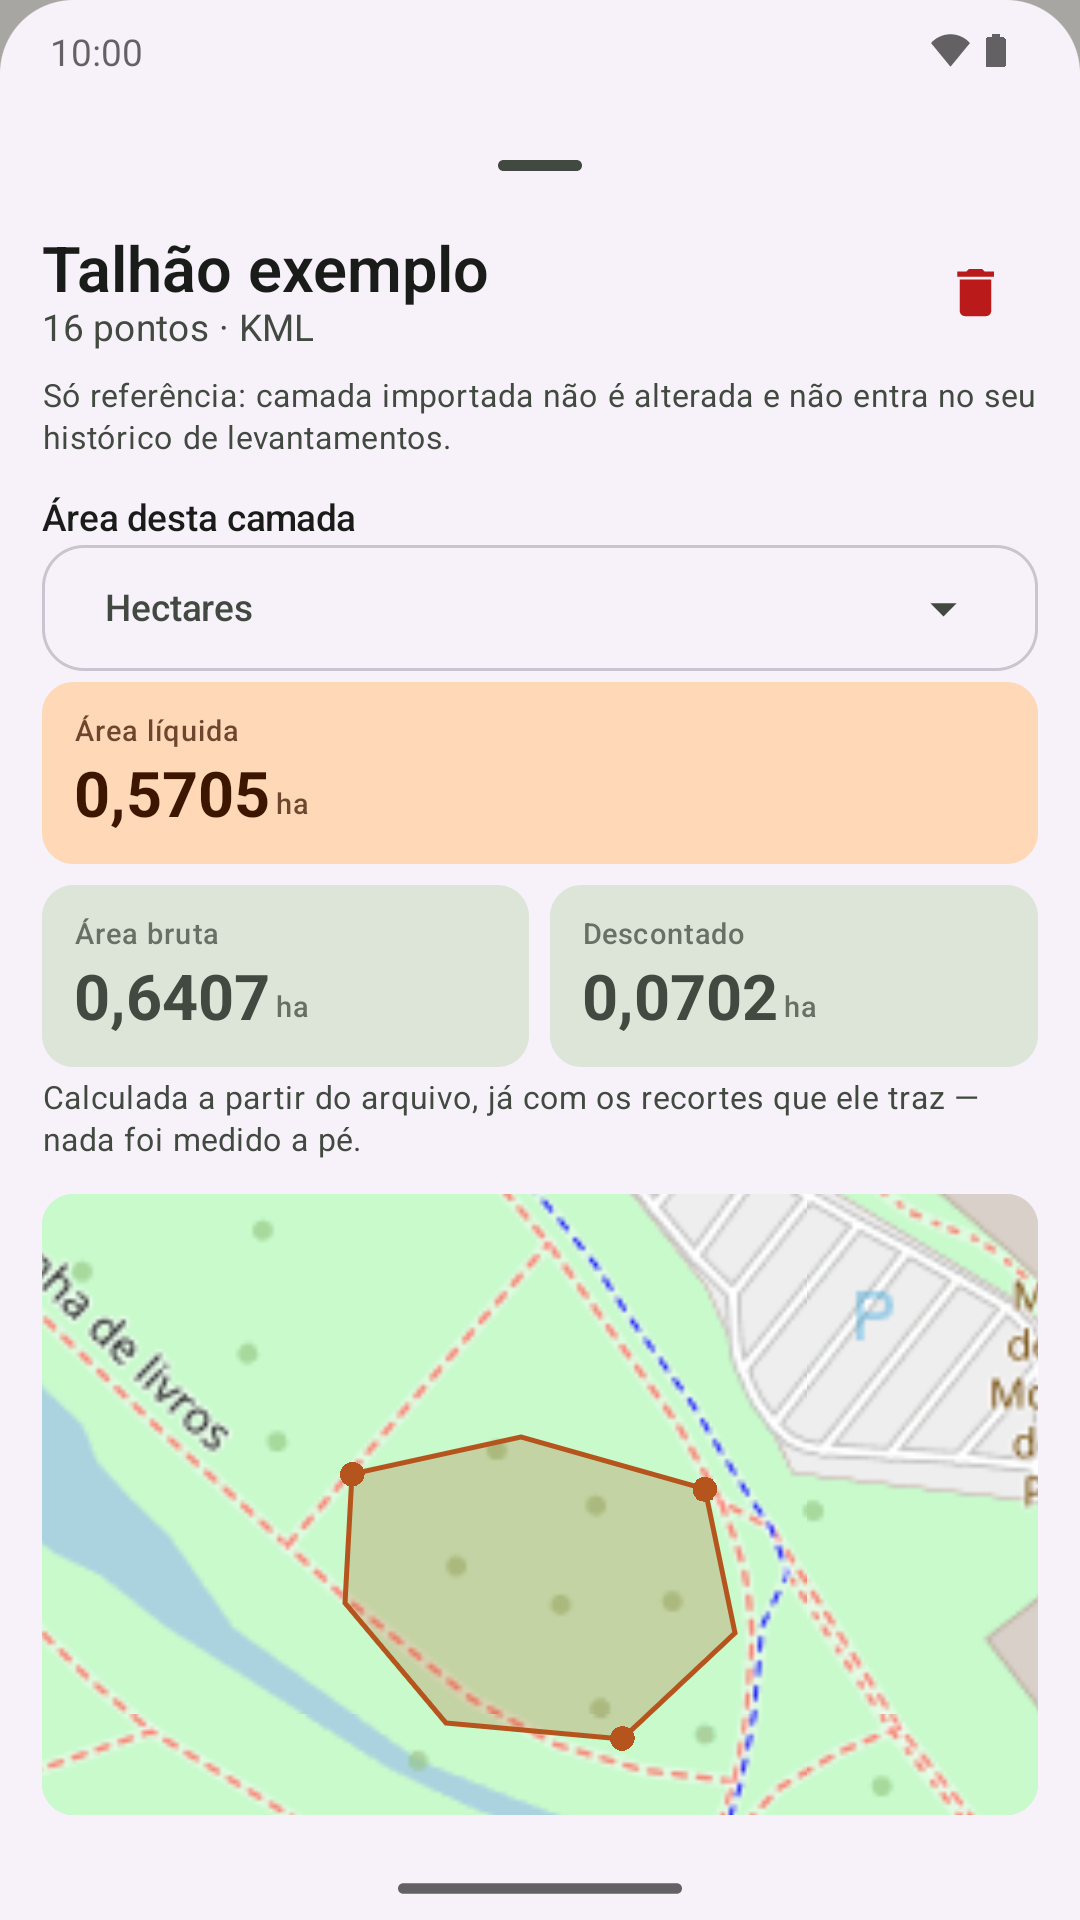 10:00
Talhão exemplo
16 pontos · KML
Só referência: camada importada não é alterada e não entra no seu
histórico de levantamentos.
Área desta camada
Hectares
Área líquida
0,5705 ha
Área bruta
0,6407 ha
Descontado
0,0702 ha
Calculada a partir do arquivo, já com os recortes que ele traz —
nada foi medido a pé.
de livros
P